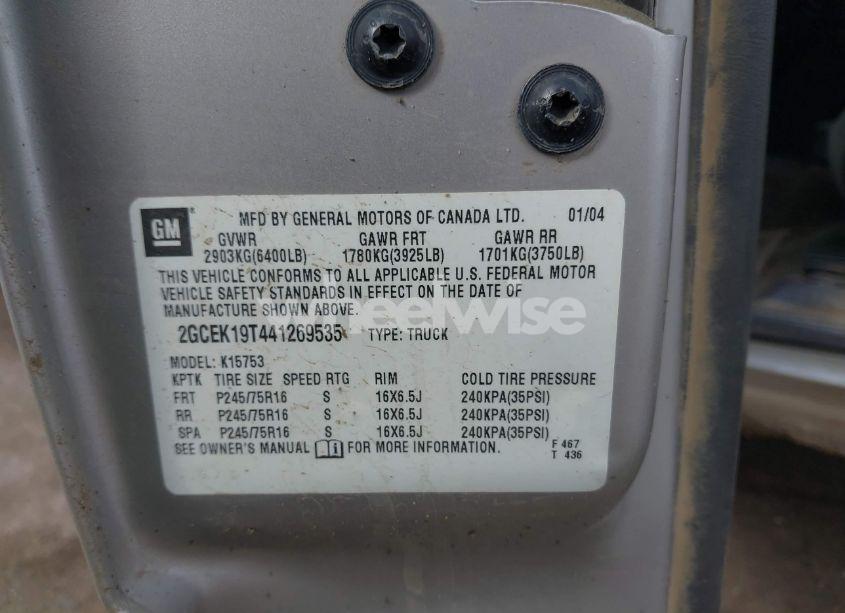 GM
MFD BY GENERAL MOTORS OF CANADA LTD. 01/04
GVWR GAWR FRT GAWR RR
2903KG(6400LB) 1780KG(3925LB) 1701KG(3750LB)
THIS VEHICLE CONFORMS TO ALL APPLICABLE U.S. FEDERAL MOTOR
VEHICLE SAFETY STANDARDS IN EFFECT ON THE DATE OF
MANUFACTURE SHOWN ABOVE.
wheelwise
2GCEK19T441269535 TYPE: TRUCK
MODEL: K15753
KPTK TIRE SIZE SPEED RTG RIM COLD TIRE PRESSURE
FRT P245/75R16 S 16X6.5J 240KPA(35PSI)
RR P245/75R16 S 16X6.5J 240KPA(35PSI)
SPA P245/75R16 S 16X6.5J 240KPA(35PSI)
SEE OWNER'S MANUAL i FOR MORE INFORMATION.
F 467
T 436